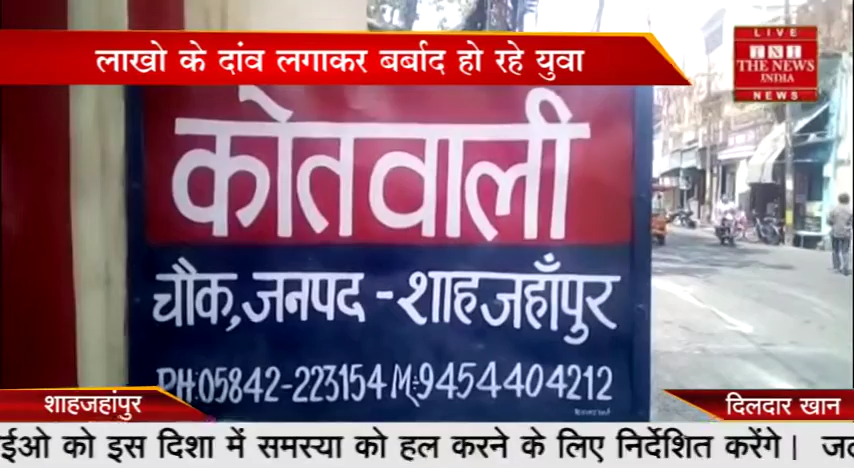 लाखो के दांव लगाकर बर्बाद हो रहे युवा
LIVE
TNI
THE NEWS
INDIA
NEWS
कोतवाली
चौक, जनपद - शाहजहाँपुर
PH: 05842-223154 M: 9454404212
शाहजहांपुर
दिलदार खान
ईओ को इस दिशा में समस्या को हल करने के लिए निर्देशित करेंगे |